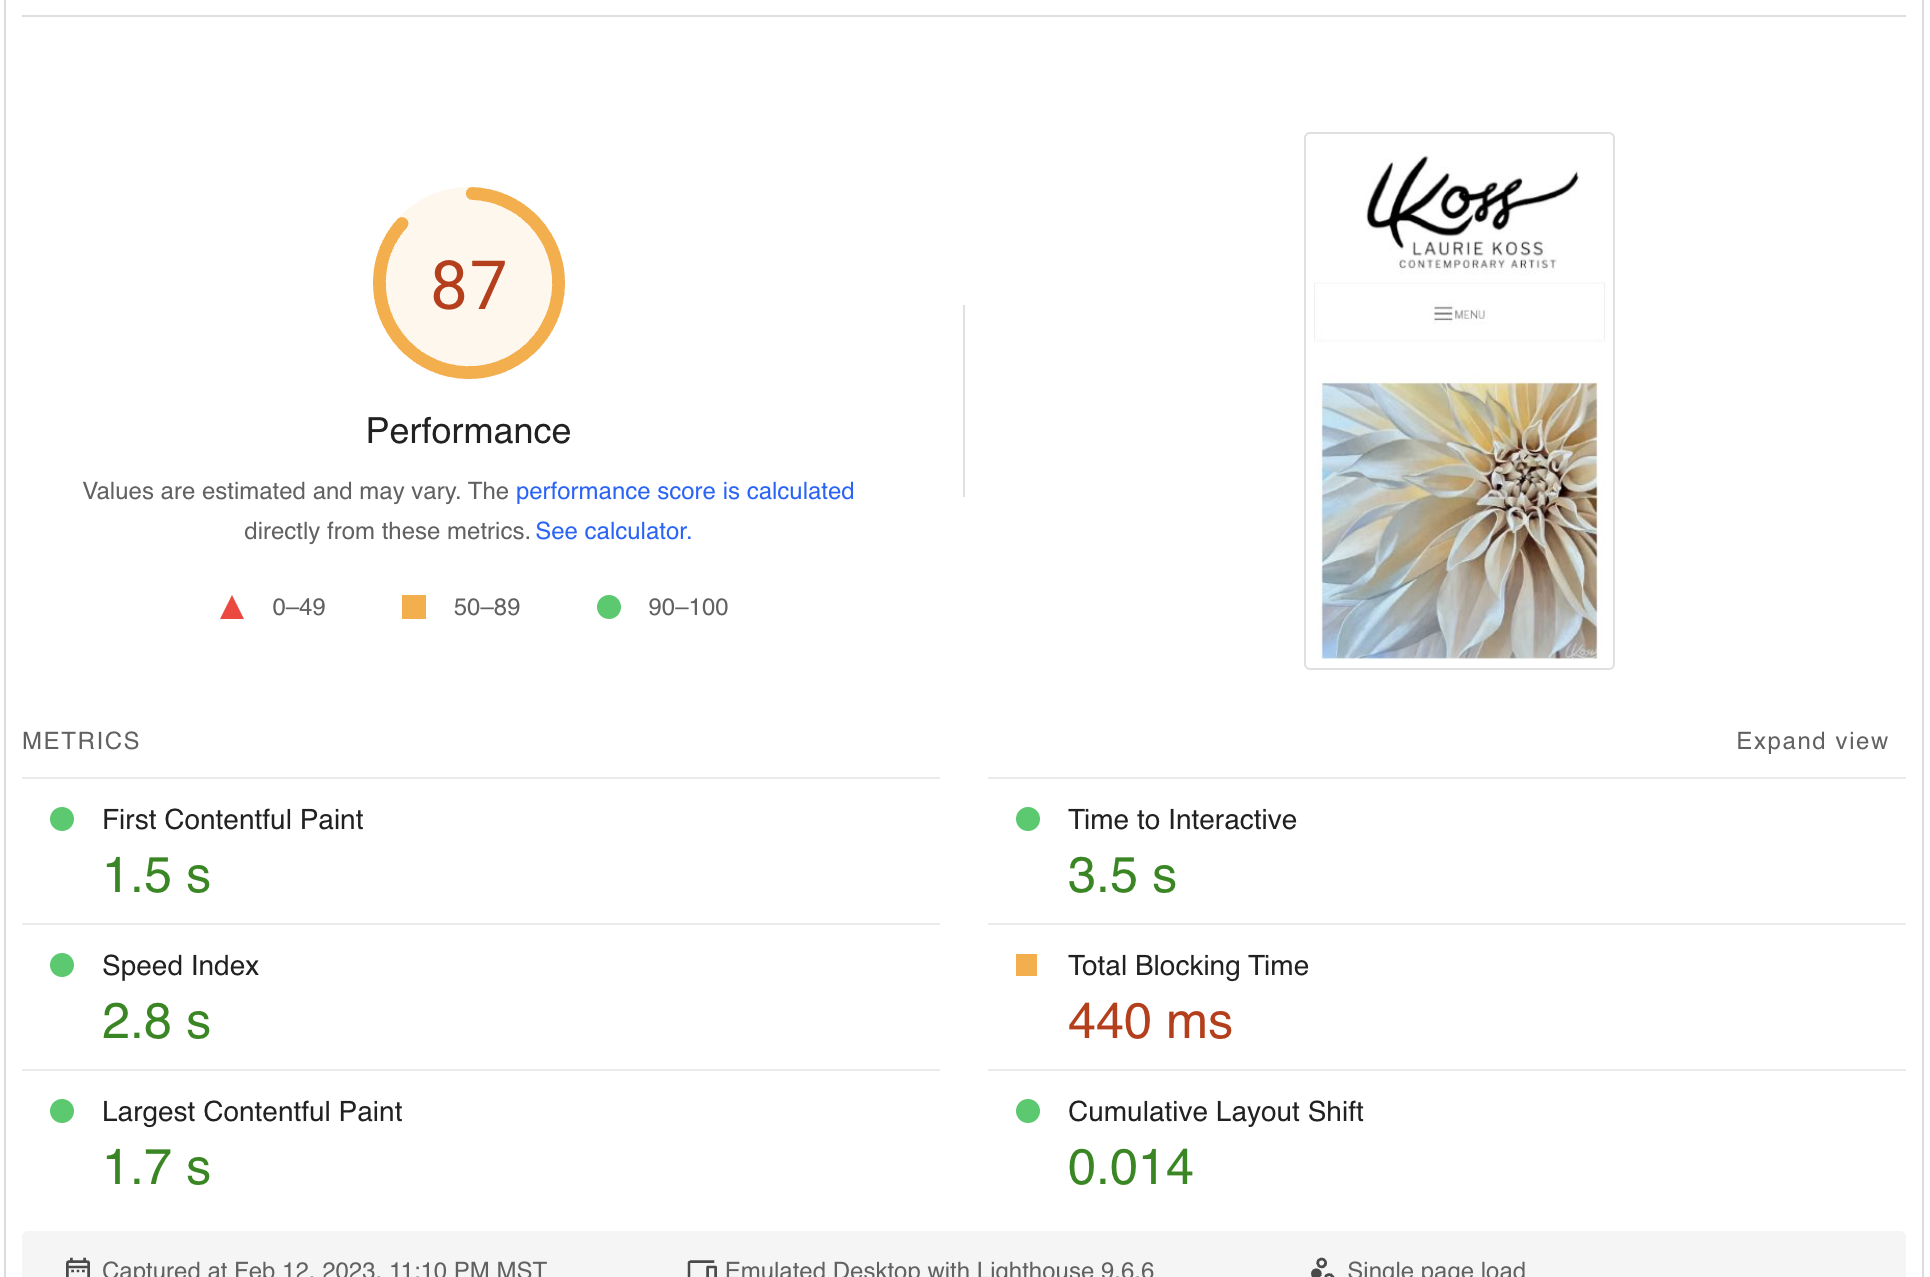 LKoss
LAURIE KOSS
CONTEMPORARY ARTIST
MENU
LKoss
87
Performance
Values are estimated and may vary. The performance score is calculated
directly from these metrics. See calculator.
0–49 50–89 90–100
METRICS
Expand view
First Contentful Paint
1.5 s
Time to Interactive
3.5 s
Speed Index
2.8 s
Total Blocking Time
440 ms
Largest Contentful Paint
1.7 s
Cumulative Layout Shift
0.014
Captured at Feb 12, 2023, 11:10 PM MST
Emulated Desktop with Lighthouse 9.6.6
Single page load